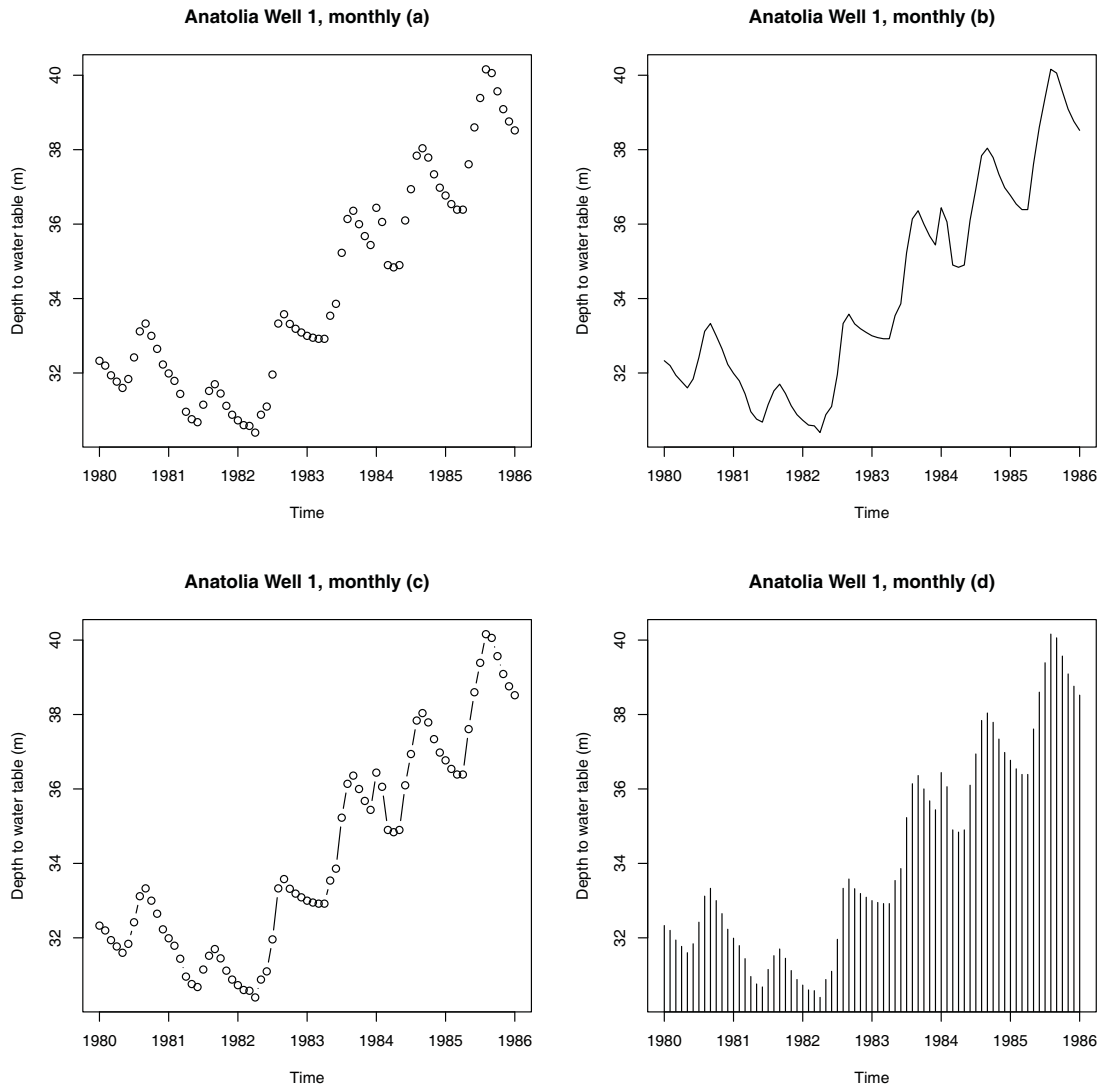 Anatolia Well 1, monthly (a)
Depth to water table (m)
40
38
36
34
32
1980 1981 1982 1983 1984 1985 1986
Time
Anatolia Well 1, monthly (b)
Depth to water table (m)
40
38
36
34
32
1980 1981 1982 1983 1984 1985 1986
Time
Anatolia Well 1, monthly (c)
Depth to water table (m)
40
38
36
34
32
1980 1981 1982 1983 1984 1985 1986
Time
Anatolia Well 1, monthly (d)
Depth to water table (m)
40
38
36
34
32
1980 1981 1982 1983 1984 1985 1986
Time